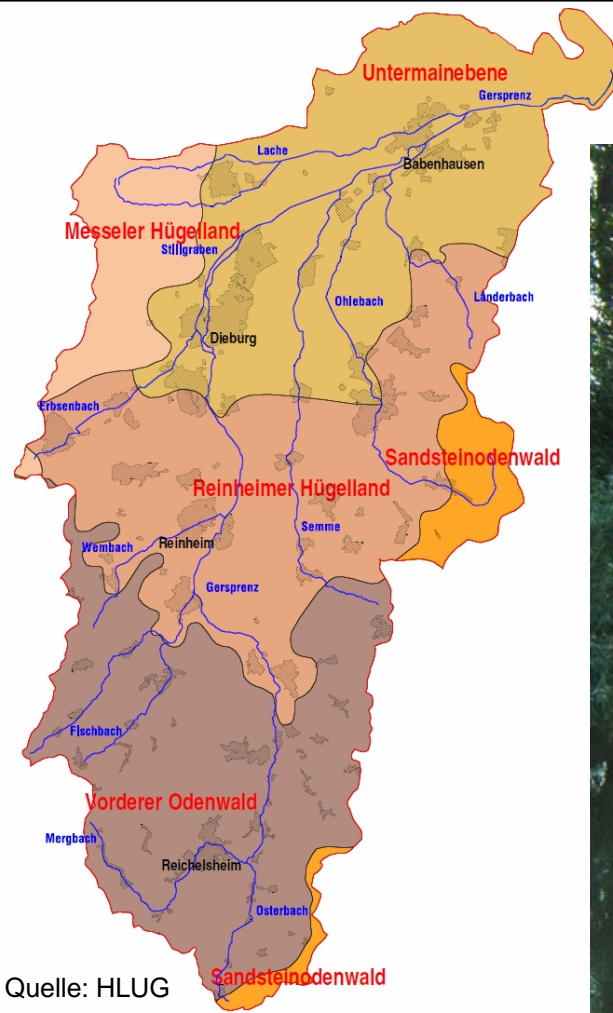 Untermainebene
Gersprenz
Lache
Babenhausen
Messeler Hügelland
Stillgraben
Ohlebach
Länderbach
Dieburg
Erbsenbach
Sandsteinodenwald
Reinheimer Hügelland
Semme
Wembach
Reinheim
Gersprenz
Fischbach
Vorderer Odenwald
Mergbach
Reichelsheim
Osterbach
Sandsteinodenwald
Quelle: HLUG